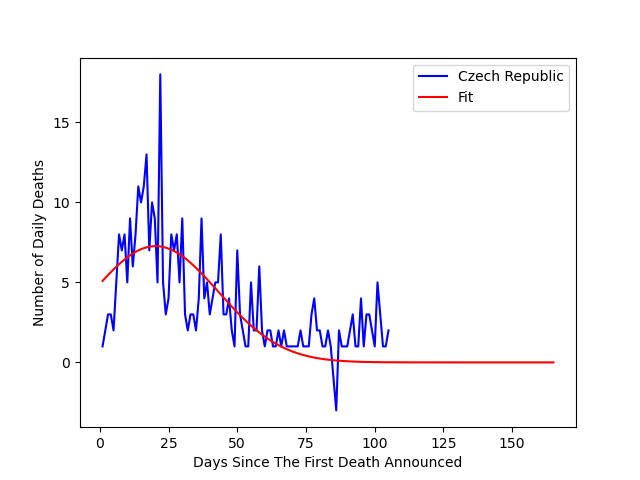 Czech Republic
Fit
15
10
5
0
Number of Daily Deaths
0 25 50 75 100 125 150
Days Since The First Death Announced